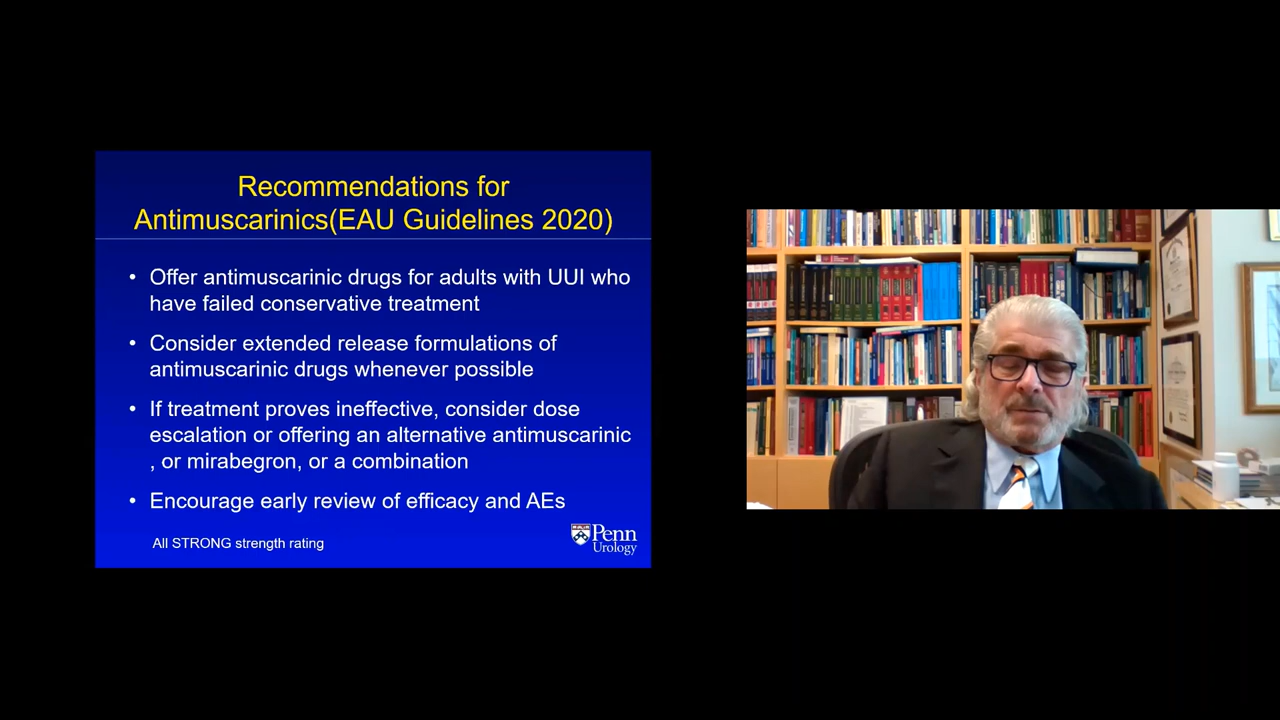 Recommendations for
Antimuscarinics(EAU Guidelines 2020)
• Offer antimuscarinic drugs for adults with UUI who
have failed conservative treatment
• Consider extended release formulations of
antimuscarinic drugs whenever possible
• If treatment proves ineffective, consider dose
escalation or offering an alternative antimuscarinic
, or mirabegron, or a combination
• Encourage early review of efficacy and AEs
All STRONG strength rating
Penn
Urology